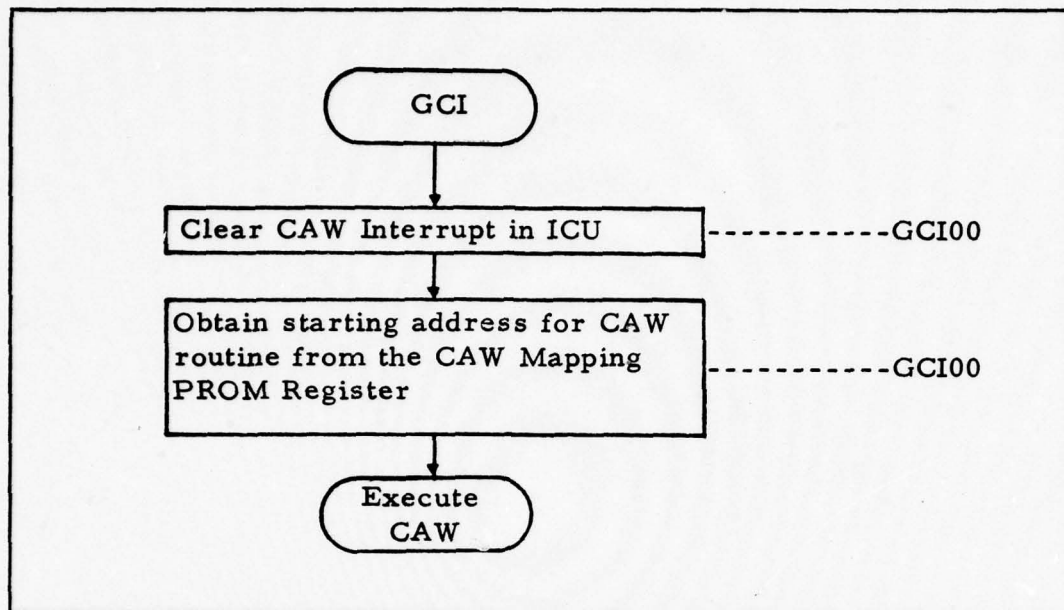 GCI
Clear CAW Interrupt in ICU
GCI00
Obtain starting address for CAW
routine from the CAW Mapping
PROM Register
GCI00
Execute
CAW